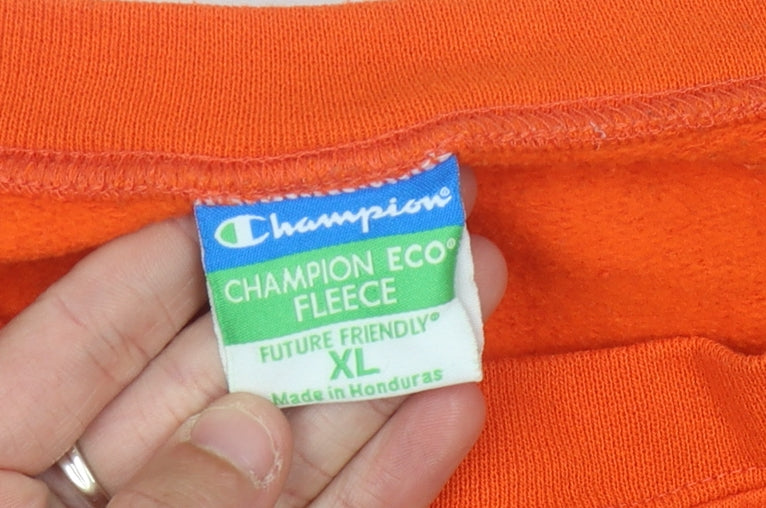 Champion®
CHAMPION ECO®
FLEECE
FUTURE FRIENDLY®
XL
Made in Honduras